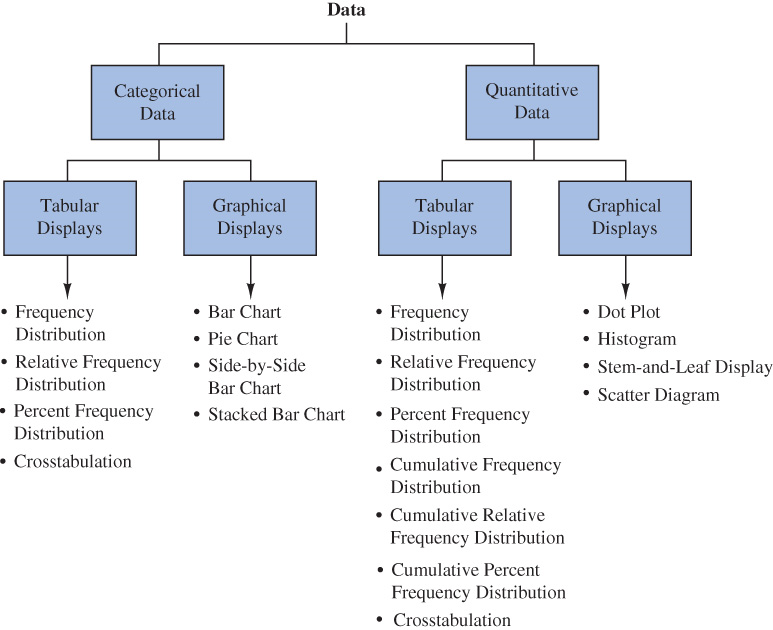 Data
Categorical
Data
Quantitative
Data
Tabular
Displays
Graphical
Displays
Tabular
Displays
Graphical
Displays
• Frequency
Distribution
• Relative Frequency
Distribution
• Percent Frequency
Distribution
• Crosstabulation
• Bar Chart
• Pie Chart
• Side-by-Side
Bar Chart
• Stacked Bar Chart
• Frequency
Distribution
• Relative Frequency
Distribution
• Percent Frequency
Distribution
• Cumulative Frequency
Distribution
• Cumulative Relative
Frequency Distribution
• Cumulative Percent
Frequency Distribution
• Crosstabulation
• Dot Plot
• Histogram
• Stem-and-Leaf Display
• Scatter Diagram